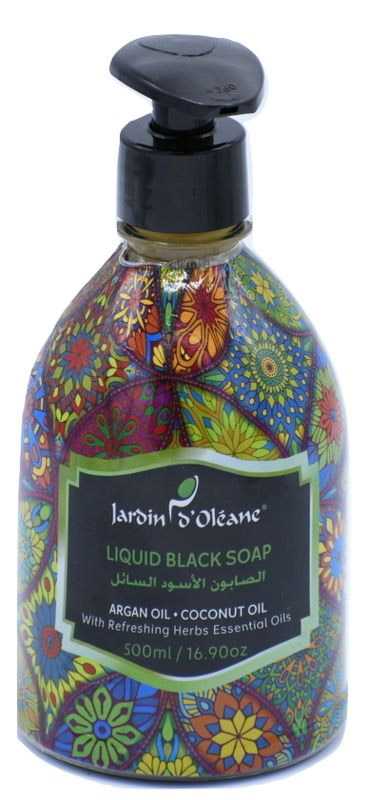 Jardin d'Oléane®
LIQUID BLACK SOAP
الصابون الأسود السائل
ARGAN OIL • COCONUT OIL
With Refreshing Herbs Essential Oils
500ml / 16.90oz